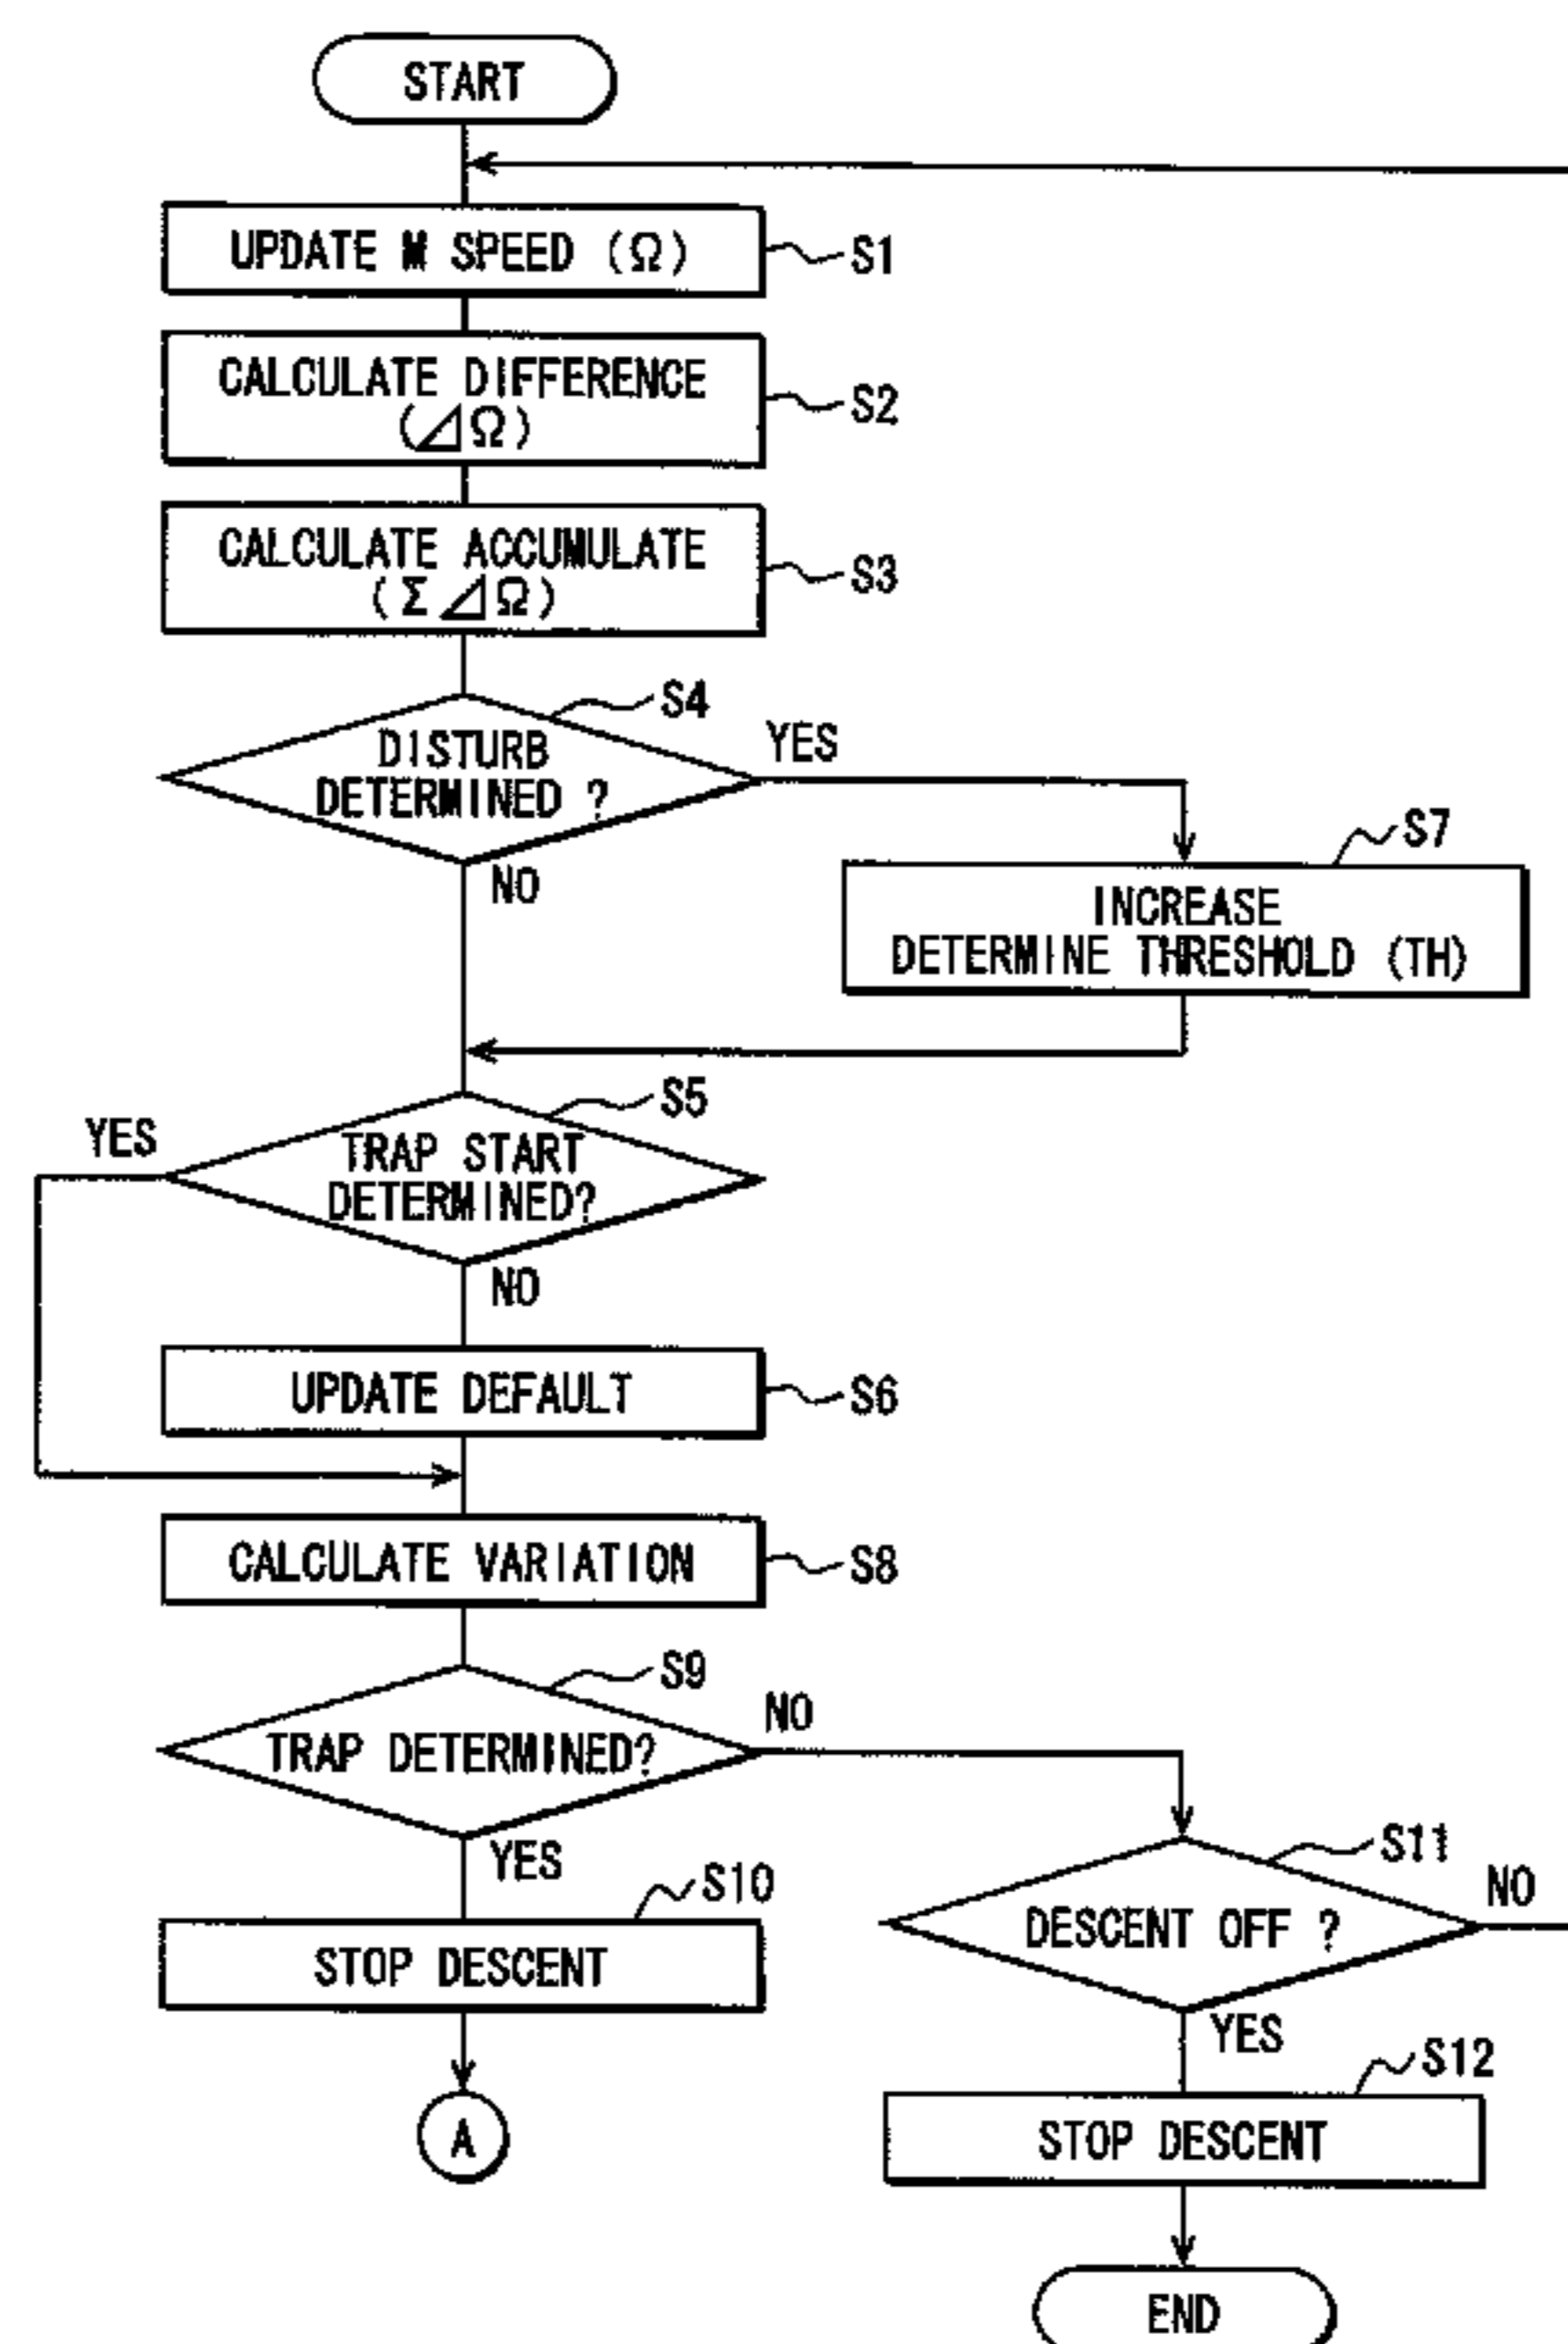 START
UPDATE M SPEED (Ω)
S1
CALCULATE DIFFERENCE
(⊿Ω)
S2
CALCULATE ACCUMULATE
(Σ⊿Ω)
S3
S4
DISTURB
DETERMINED ?
YES
NO
S7
INCREASE
DETERMINE THRESHOLD (TH)
S5
YES
TRAP START
DETERMINED?
NO
UPDATE DEFAULT
S6
CALCULATE VARIATION
S8
S9
TRAP DETERMINED?
NO
YES
S10
STOP DESCENT
A
S11
DESCENT OFF ?
NO
YES
S12
STOP DESCENT
END